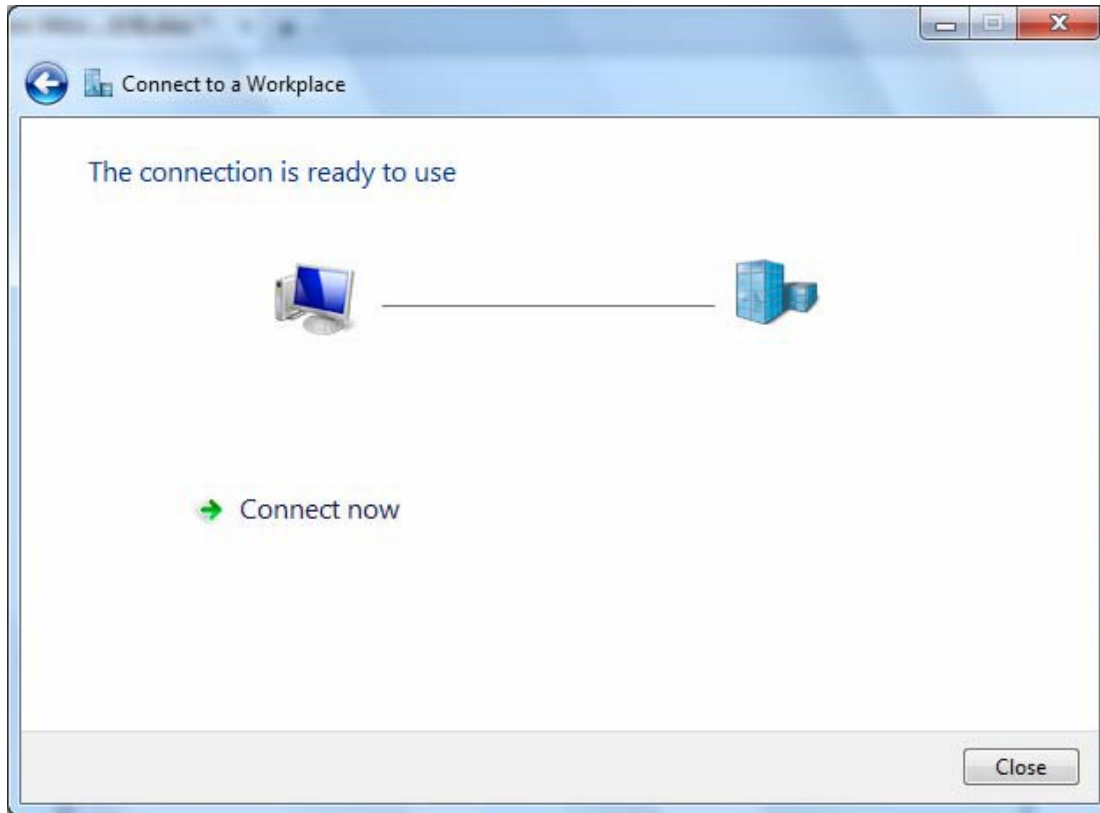 Connect to a Workplace
The connection is ready to use
Connect now
Close